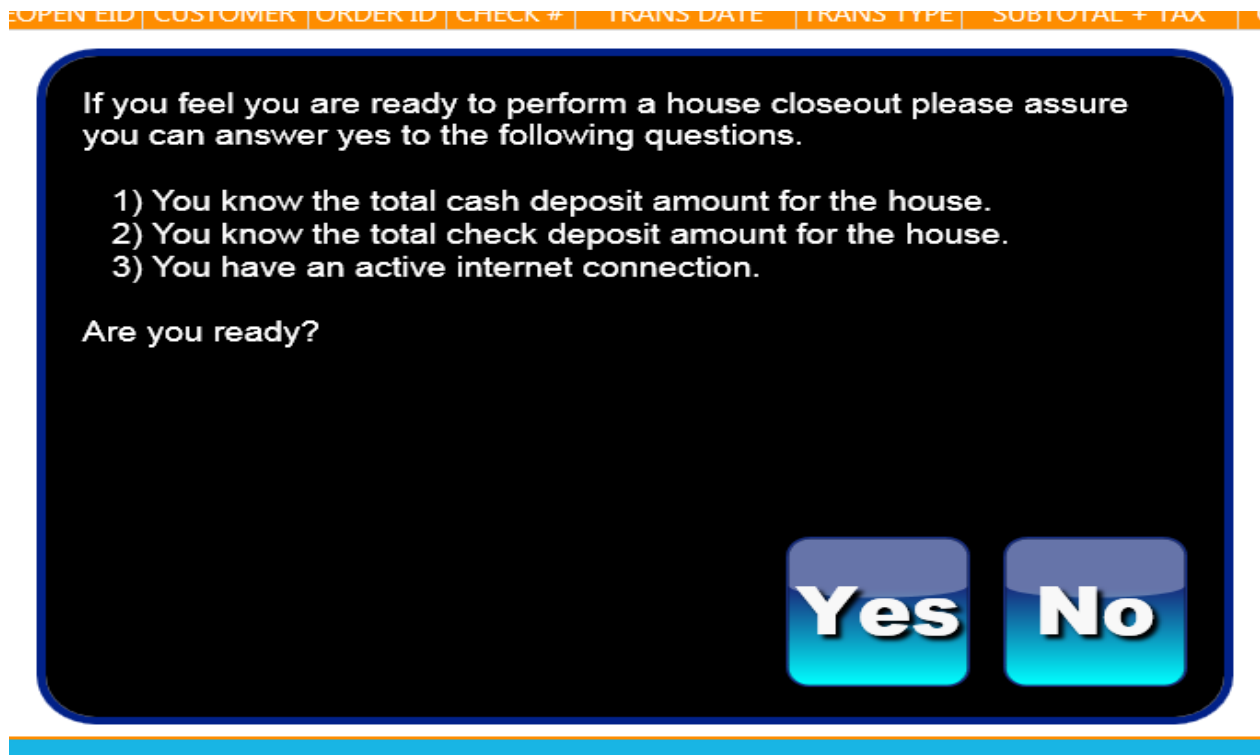 EOPEN EID CUSTOMER ORDER ID CHECK # TRANS DATE TRANS TYPE SUBTOTAL + TAX
If you feel you are ready to perform a house closeout please assure
you can answer yes to the following questions.
1) You know the total cash deposit amount for the house.
2) You know the total check deposit amount for the house.
3) You have an active internet connection.
Are you ready?
Yes No